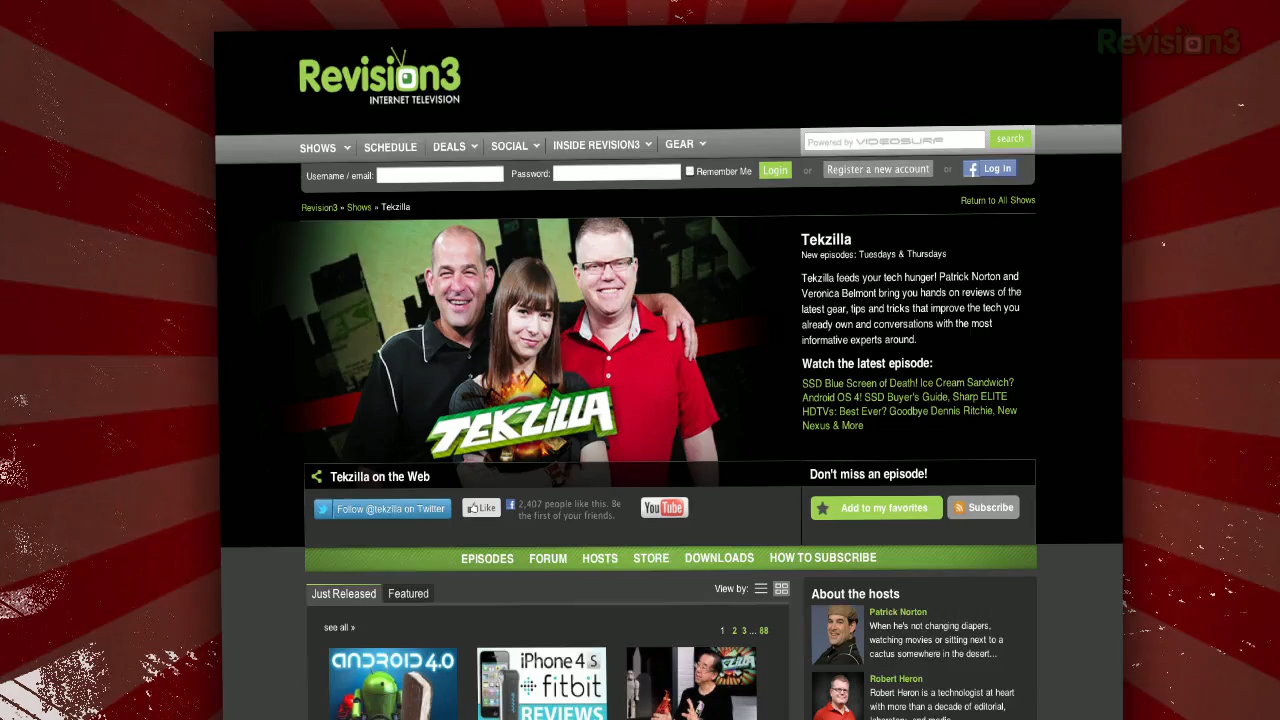 Revision3
Revision3
INTERNET TELEVISION
SHOWS
SCHEDULE
DEALS
SOCIAL
INSIDE REVISION3
GEAR
Powered by VIDEOSURF
search
Username / email:
Password:
Remember Me
Login
or
Register a new account
or
f Log In
Revision3 » Shows » Tekzilla
Return to All Shows
TEKZILLA
Tekzilla
New episodes: Tuesdays & Thursdays
Tekzilla feeds your tech hunger! Patrick Norton and
Veronica Belmont bring you hands on reviews of the
latest gear, tips and tricks that improve the tech you
already own and conversations with the most
informative experts around.
Watch the latest episode:
SSD Blue Screen of Death! Ice Cream Sandwich?
Android OS 4! SSD Buyer's Guide, Sharp ELITE
HDTVs: Best Ever? Goodbye Dennis Ritchie, New
Nexus & More
Tekzilla on the Web
Don't miss an episode!
Follow @tekzilla on Twitter
Like
f 2,407 people like this. Be
the first of your friends.
YouTube
Add to my favorites
Subscribe
EPISODES
FORUM
HOSTS
STORE
DOWNLOADS
HOW TO SUBSCRIBE
Just Released
Featured
View by:
see all »
1 2 3 ... 88
ANDROID 4.0
iPhone 4S
fitbit
REVIEWS
ZILLA
About the hosts
Patrick Norton
When he's not changing diapers,
watching movies or sitting next to a
cactus somewhere in the desert...
Robert Heron
Robert Heron is a technologist at heart
with more than a decade of editorial,
laboratory, and media